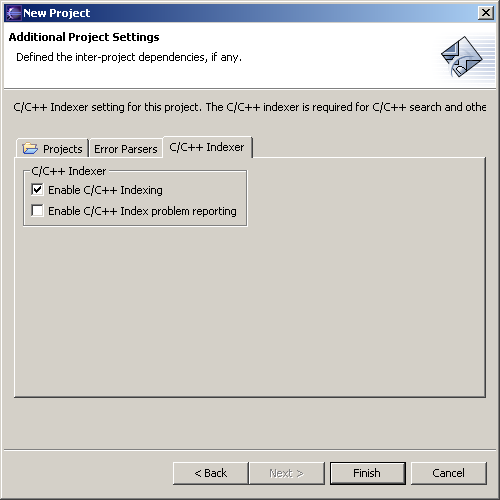 New Project
Additional Project Settings
Defined the inter-project dependencies, if any.
C/C++ Indexer setting for this project. The C/C++ indexer is required for C/C++ search and othe
Projects Error Parsers C/C++ Indexer
C/C++ Indexer
Enable C/C++ Indexing
Enable C/C++ Index problem reporting
< Back Next > Finish Cancel